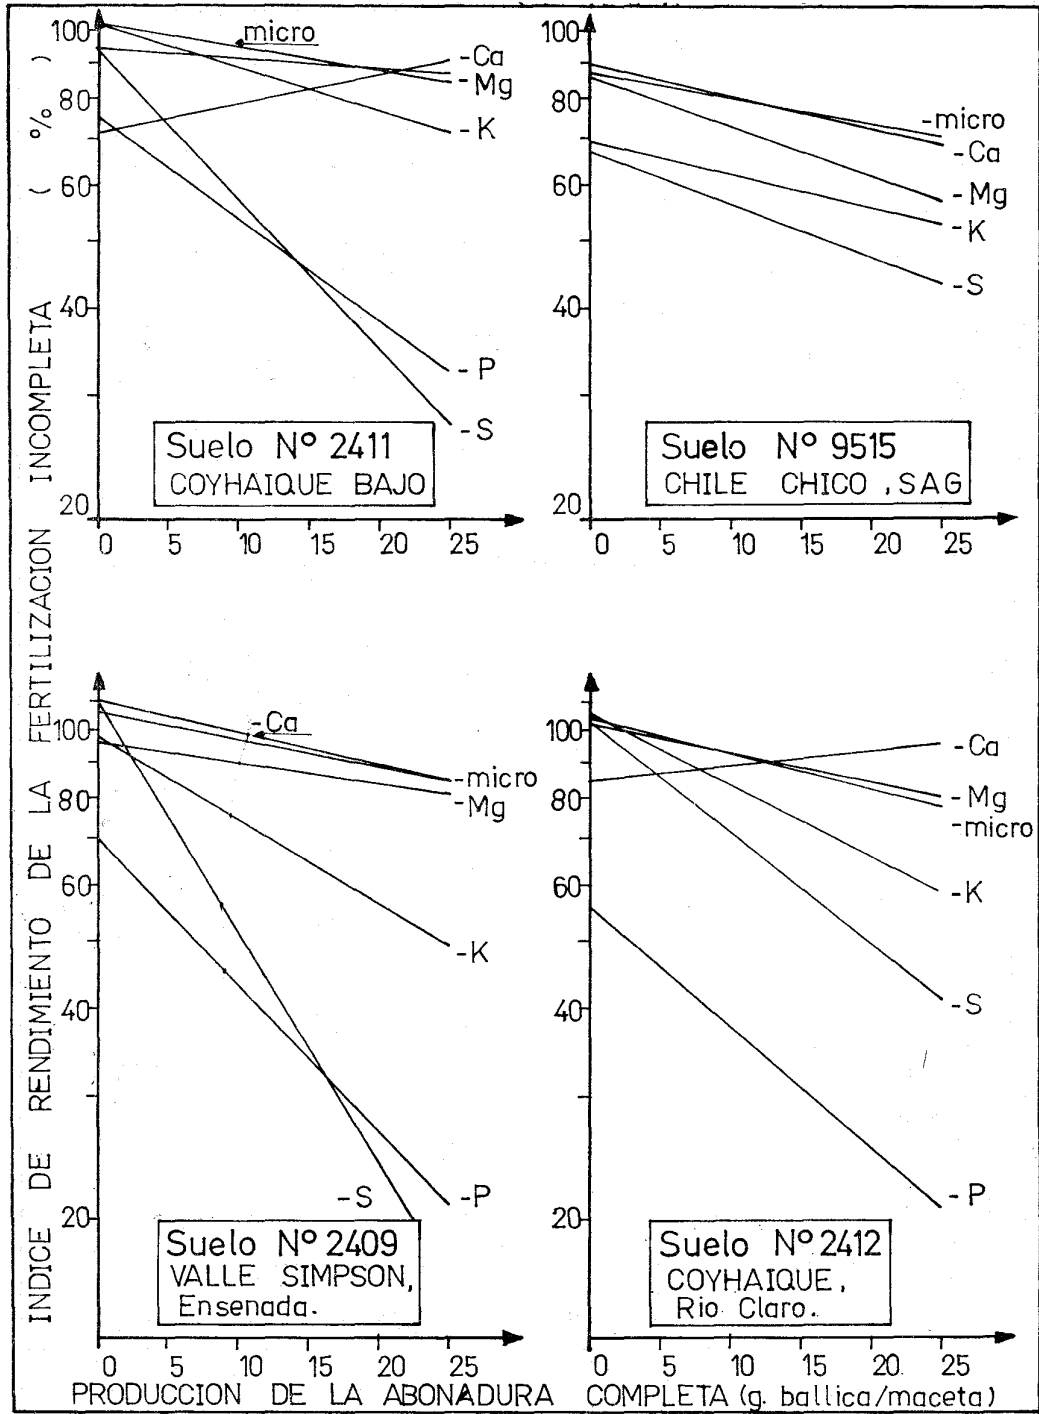 INDICE DE RENDIMIENTO DE LA FERTILIZACION INCOMPLETA ( % )
100
80
60
40
20
micro
-Ca
-Mg
-K
-P
-S
Suelo N° 2411
COYHAIQUE BAJO
0 5 10 15 20 25
100
80
60
40
20
-micro
-Ca
-Mg
-K
-S
Suelo N° 9515
CHILE CHICO , SAG
0 5 10 15 20 25
100
80
60
40
20
-Ca
-micro
-Mg
-K
-S
-P
Suelo N° 2409
VALLE SIMPSON,
Ensenada.
0 5 10 15 20 25
100
80
60
40
20
-Ca
-Mg
-micro
-K
-S
-P
Suelo N° 2412
COYHAIQUE,
Rio Claro.
0 5 10 15 20 25
PRODUCCION DE LA ABONADURA COMPLETA (g. ballica/maceta)